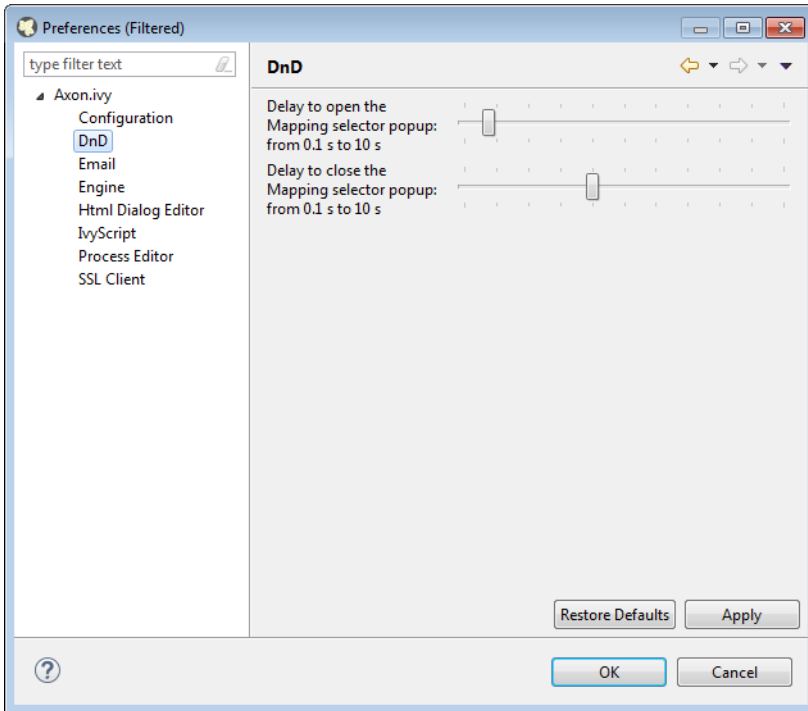 Preferences (Filtered)
type filter text
DnD
Axon.ivy
Configuration
DnD
Email
Engine
Html Dialog Editor
IvyScript
Process Editor
SSL Client
Delay to open the
Mapping selector popup:
from 0.1 s to 10 s
Delay to close the
Mapping selector popup:
from 0.1 s to 10 s
Restore Defaults
Apply
?
OK
Cancel